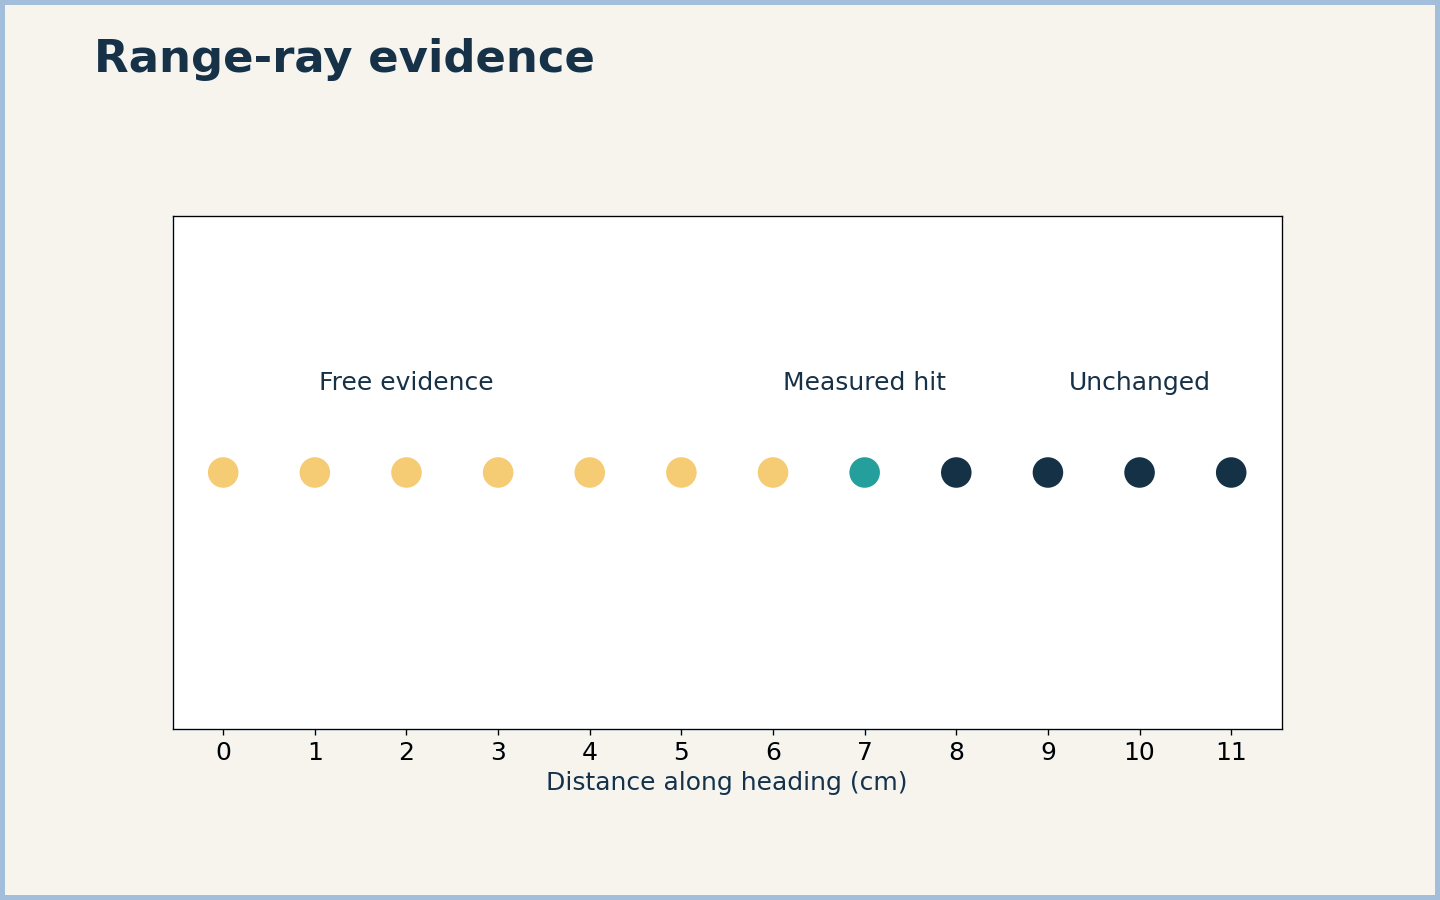 Range-ray evidence
Free evidence Measured hit Unchanged
0 1 2 3 4 5 6 7 8 9 10 11
Distance along heading (cm)